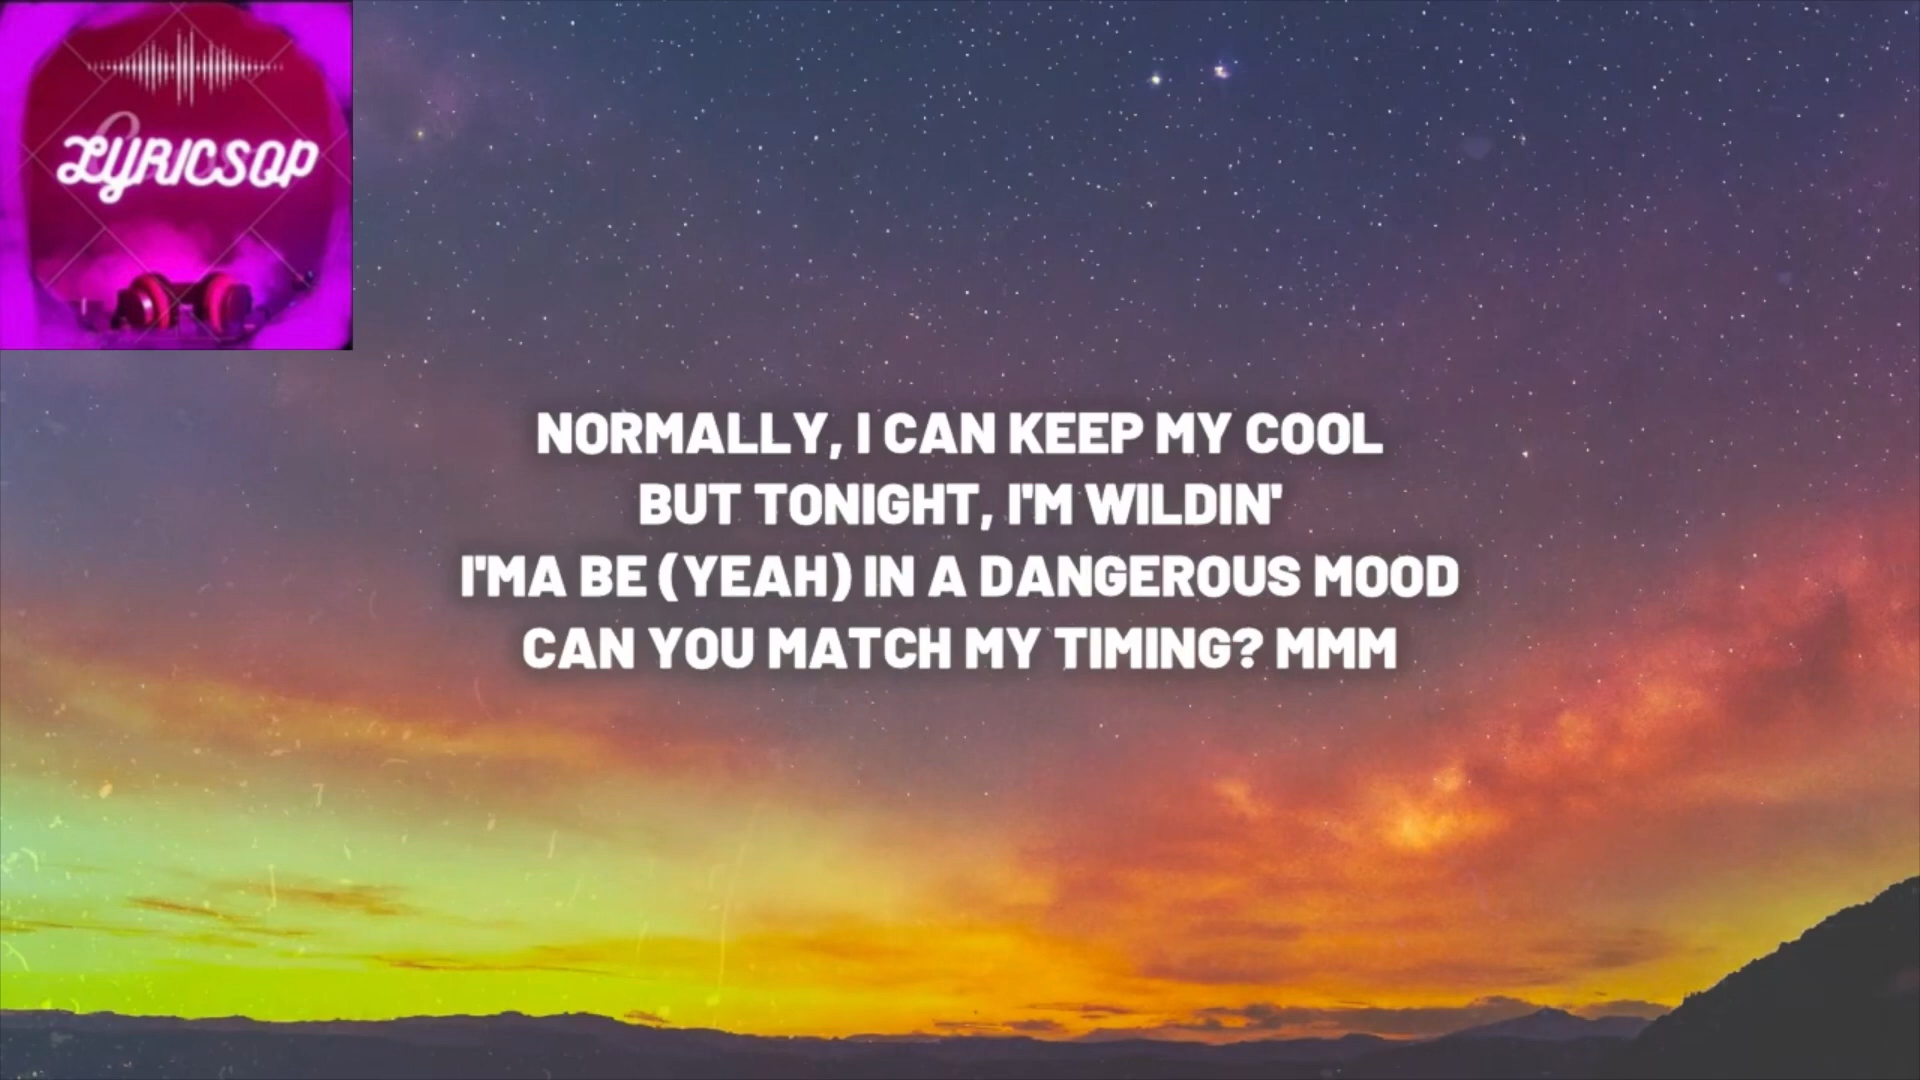 LYRICSOP
NORMALLY, I CAN KEEP MY COOL
BUT TONIGHT, I'M WILDIN'
I'MA BE (YEAH) IN A DANGEROUS MOOD
CAN YOU MATCH MY TIMING? MMM